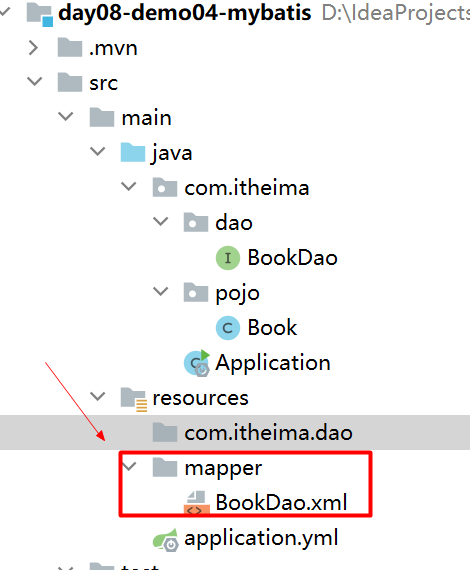 day08-demo04-mybatis D:\IdeaProjects
.mvn
src
main
java
com.itheima
dao
I BookDao
pojo
C Book
Application
resources
com.itheima.dao
mapper
BookDao.xml
application.yml